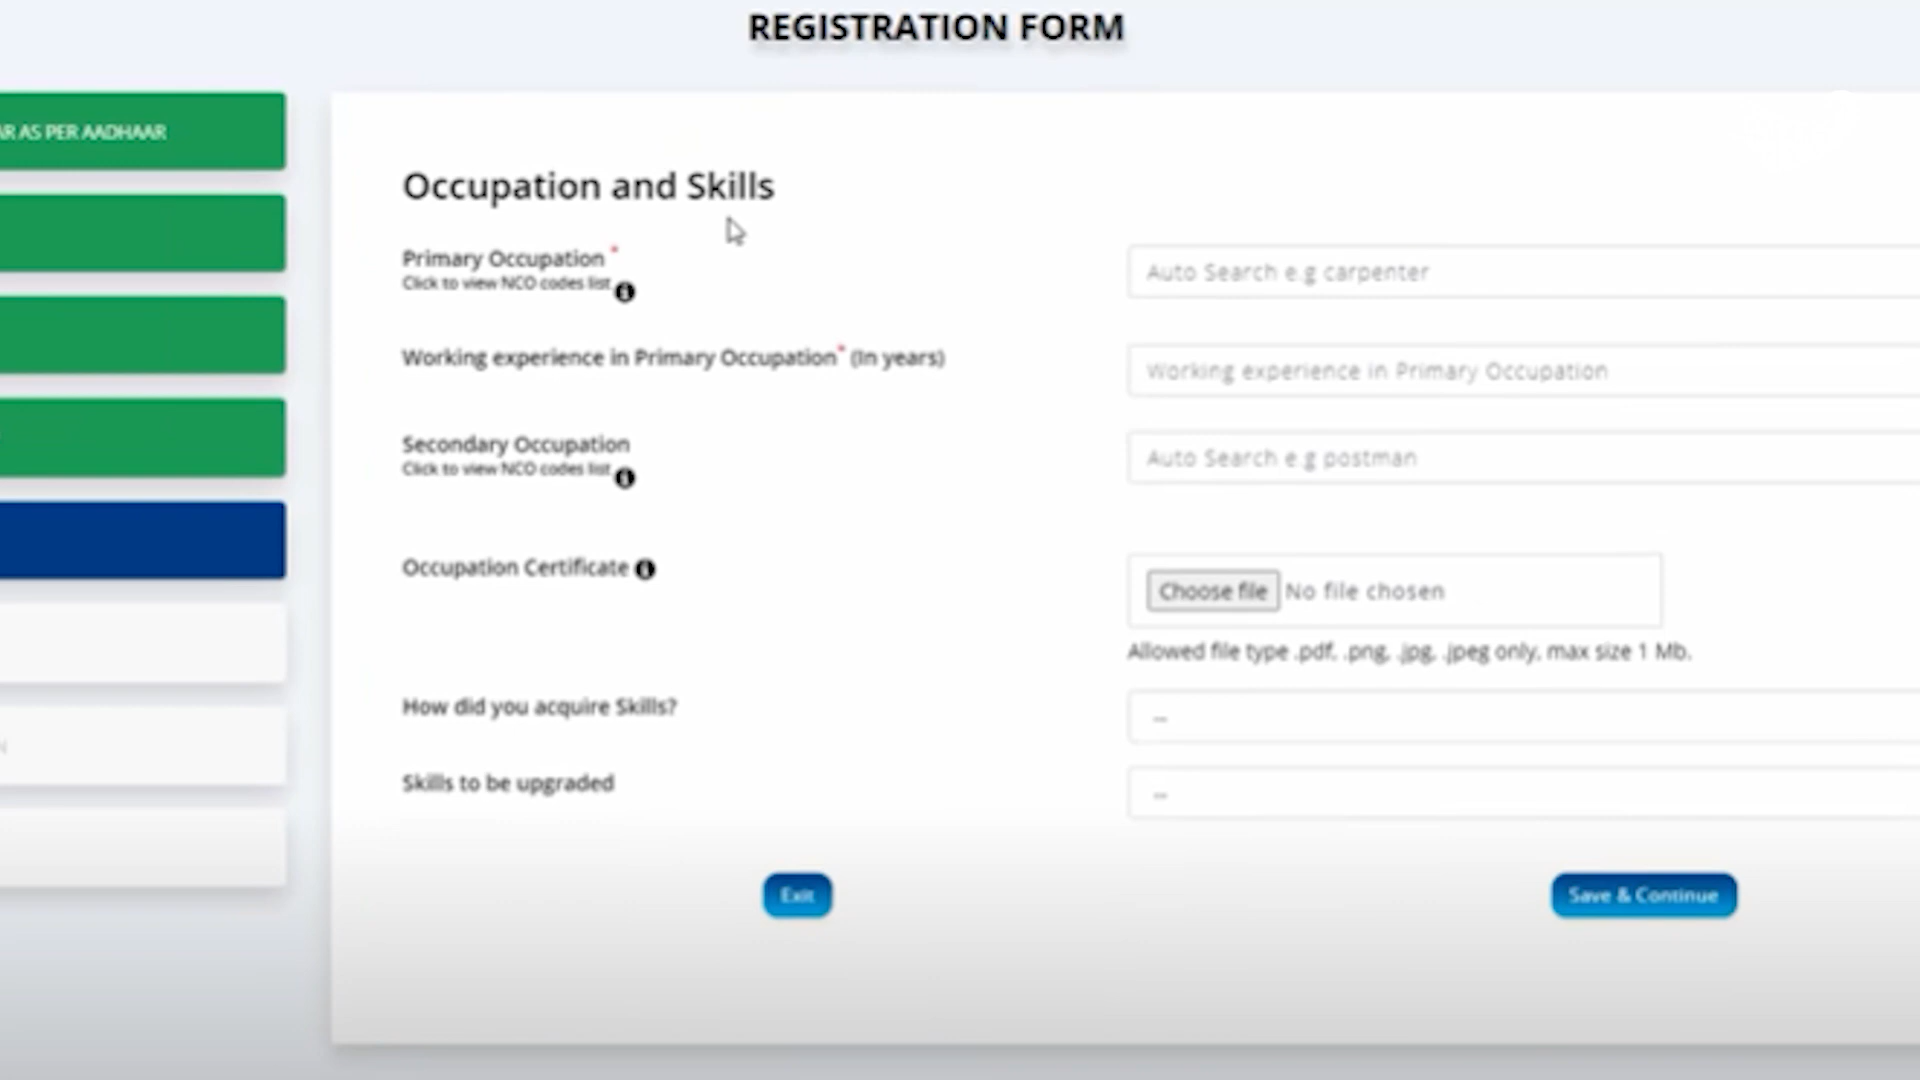 REGISTRATION FORM
AR AS PER AADHAAR
Occupation and Skills
Primary Occupation *
Click to view NCO codes list
Auto Search e.g carpenter
Working experience in Primary Occupation* (In years)
Working experience in Primary Occupation
Secondary Occupation
Click to view NCO codes list
Auto Search e.g postman
Occupation Certificate
Choose file No file chosen
Allowed file type .pdf, .png, .jpg, .jpeg only, max size 1 Mb.
How did you acquire Skills?
--
Skills to be upgraded
--
Exit
Save & Continue